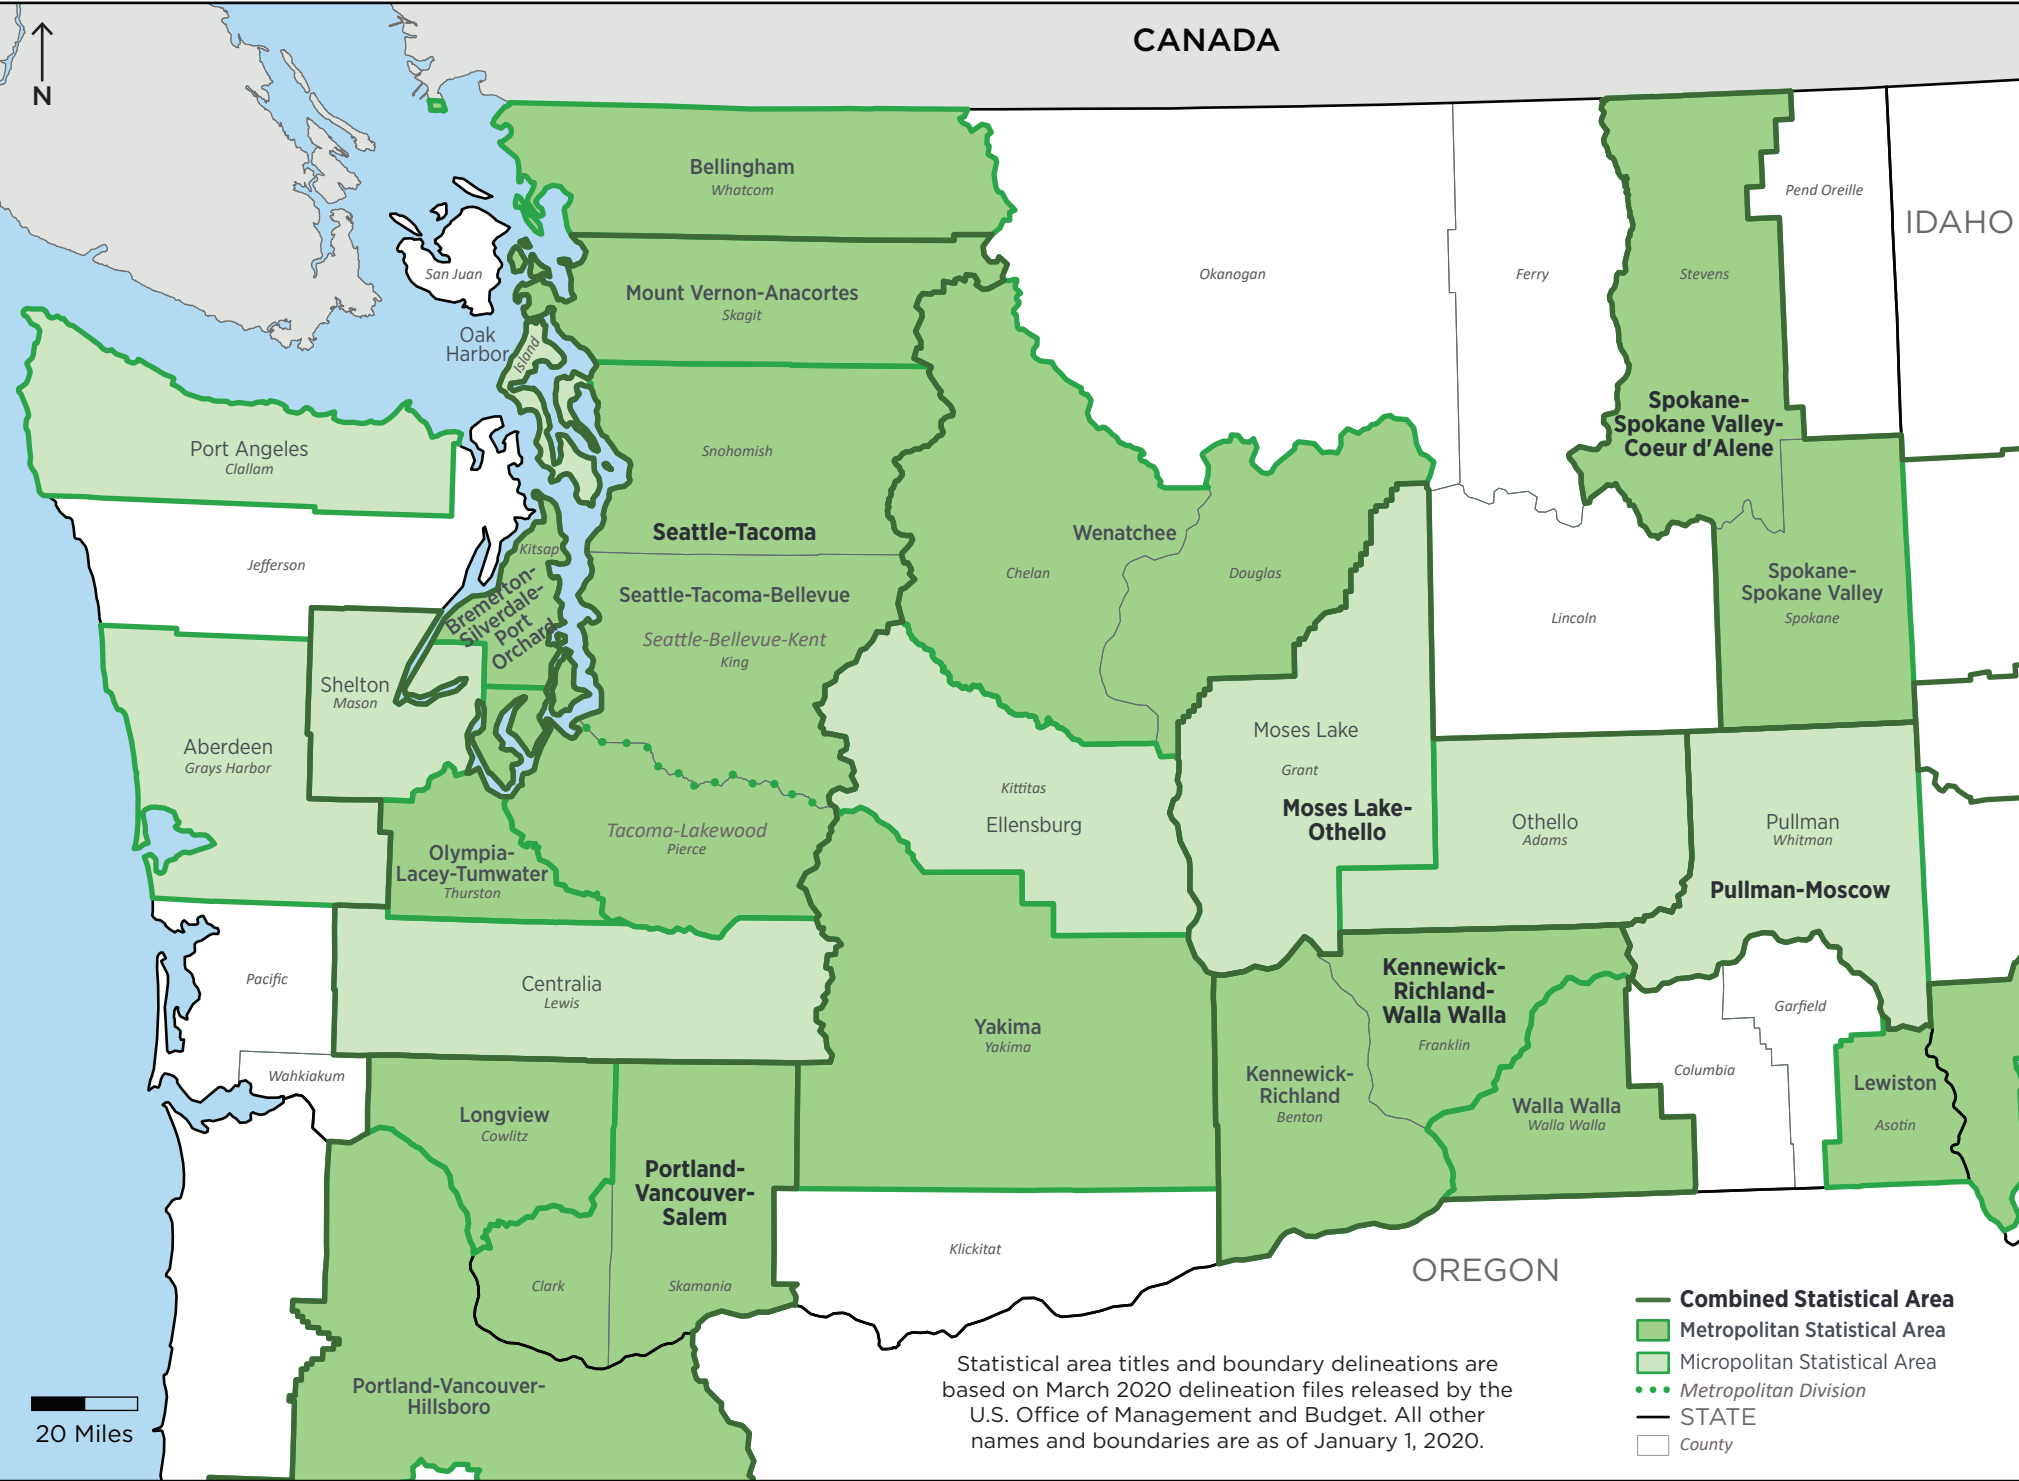 CANADA
N
Bellingham
Whatcom
Pend Oreille
IDAHO
San Juan
Okanogan
Ferry
Stevens
Mount Vernon-Anacortes
Skagit
Oak
Harbor
Island
Port Angeles
Clallam
Snohomish
Spokane-
Spokane Valley-
Coeur d'Alene
Seattle-Tacoma
Wenatchee
Kitsap
Jefferson
Chelan
Douglas
Spokane-
Spokane Valley
Spokane
Lincoln
Bremerton-
Silverdale-
Port
Orchard
Seattle-Tacoma-Bellevue
Seattle-Bellevue-Kent
King
Shelton
Mason
Aberdeen
Grays Harbor
Moses Lake
Grant
Moses Lake-
Othello
Kittitas
Ellensburg
Othello
Adams
Pullman
Whitman
Pullman-Moscow
Tacoma-Lakewood
Pierce
Olympia-
Lacey-Tumwater
Thurston
Pacific
Centralia
Lewis
Yakima
Yakima
Kennewick-
Richland-
Walla Walla
Franklin
Garfield
Wahkiakum
Columbia
Kennewick-
Richland
Benton
Lewiston
Asotin
Longview
Cowlitz
Walla Walla
Walla Walla
Portland-
Vancouver-
Salem
Klickitat
Clark
Skamania
OREGON
Portland-Vancouver-
Hillsboro
20 Miles
Statistical area titles and boundary delineations are
based on March 2020 delineation files released by the
U.S. Office of Management and Budget. All other
names and boundaries are as of January 1, 2020.
Combined Statistical Area
Metropolitan Statistical Area
Micropolitan Statistical Area
Metropolitan Division
STATE
County